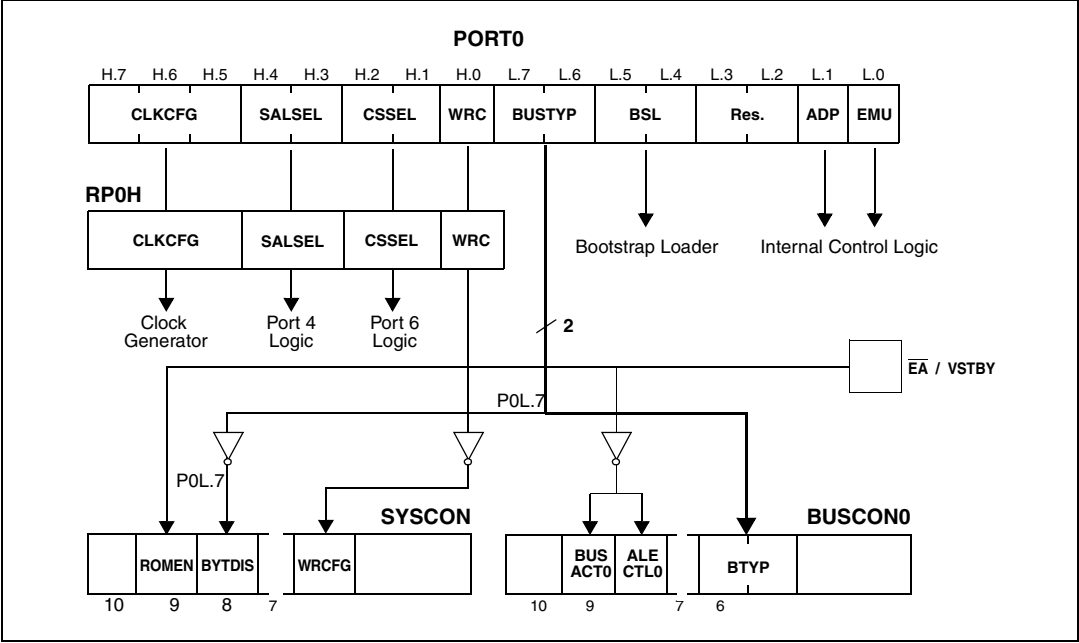 PORT0
H.7 H.6 H.5 H.4 H.3 H.2 H.1 H.0 L.7 L.6 L.5 L.4 L.3 L.2 L.1 L.0
CLKCFG SALSEL CSSEL WRC BUSTYP BSL Res. ADP EMU
RP0H
CLKCFG SALSEL CSSEL WRC
Bootstrap Loader
Internal Control Logic
Clock
Generator
Port 4
Logic
Port 6
Logic
2
EA / VSTBY
P0L.7
P0L.7
SYSCON
BUSCON0
ROMEN BYTDIS WRCFG
BUS
ACT0
ALE
CTL0
BTYP
10 9 8 7
10 9 7 6